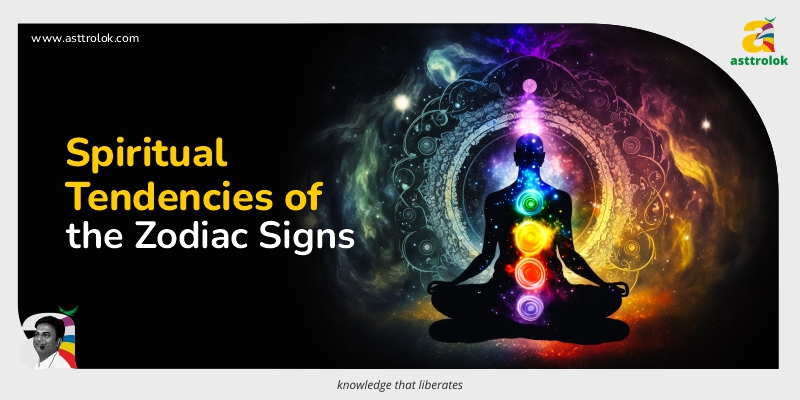 www.asttrolok.com
asttrolok
Spiritual
Tendencies of
the Zodiac Signs
knowledge that liberates